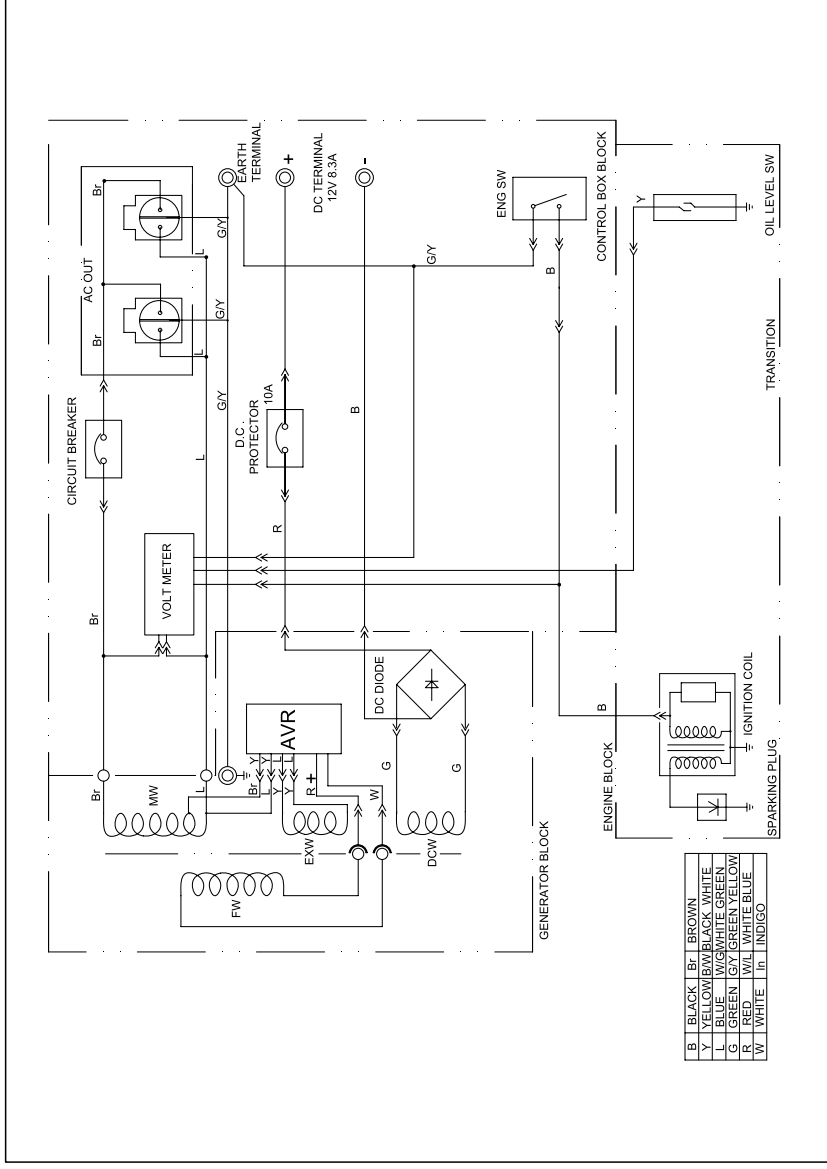 AC OUT
Br
Br
L
L
G/Y
G/Y
EARTH
TERMINAL
+
DC TERMINAL
12V 8.3A
-
ENG SW
CONTROL BOX BLOCK
Y
OIL LEVEL SW
CIRCUIT BREAKER
L
G/Y
D.C.
PROTECTOR
10A
B
G/Y
B
TRANSITION
Br
VOLT METER
R
DC DIODE
AVR
Y
Y
L
L
Br
L
Y
Y
R
+
W
G
G
B
ENGINE BLOCK
IGNITION COIL
SPARKING PLUG
Br
MW
L
EXW
DCW
FW
GENERATOR BLOCK
B BLACK Br BROWN
Y YELLOW B/W BLACK WHITE
L BLUE W/G WHITE GREEN
G GREEN G/Y GREEN YELLOW
R RED W/L WHITE BLUE
W WHITE In INDIGO